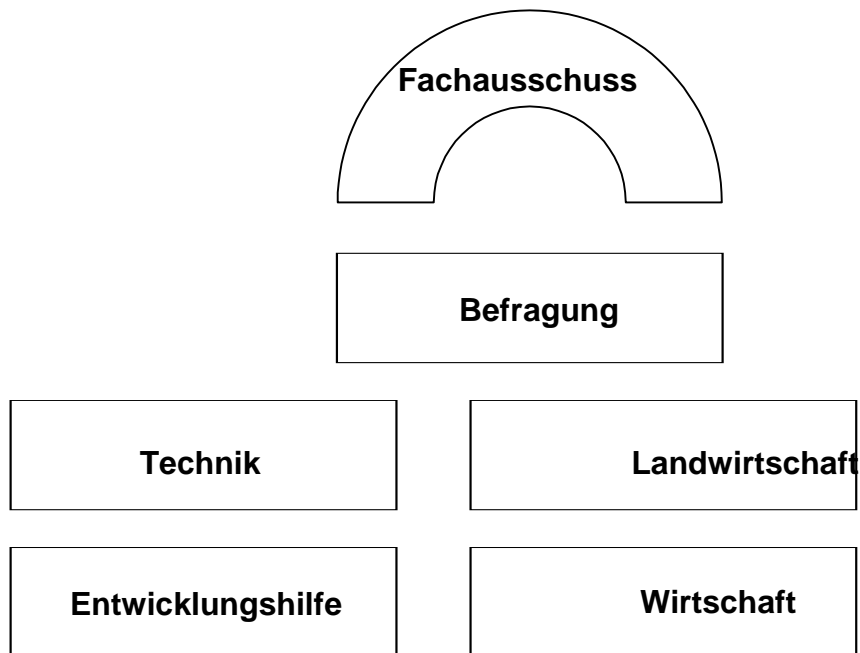 Fachausschuss
Befragung
Technik
Landwirtschaft
Entwicklungshilfe
Wirtschaft